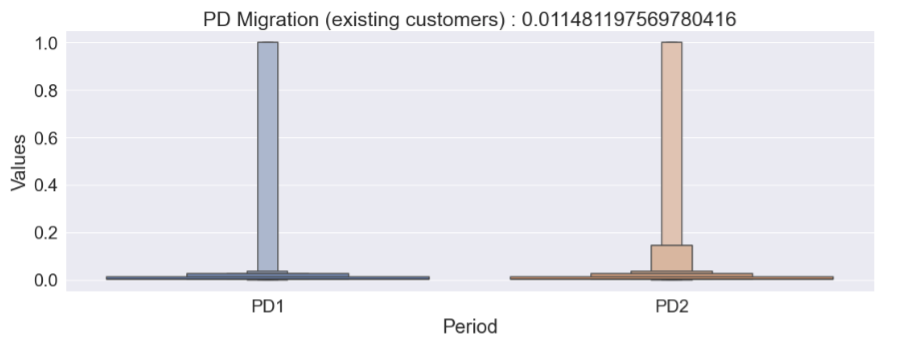 PD Migration (existing customers) : 0.011481197569780416
1.0
0.8
0.6
0.4
0.2
0.0
Values
PD1
PD2
Period